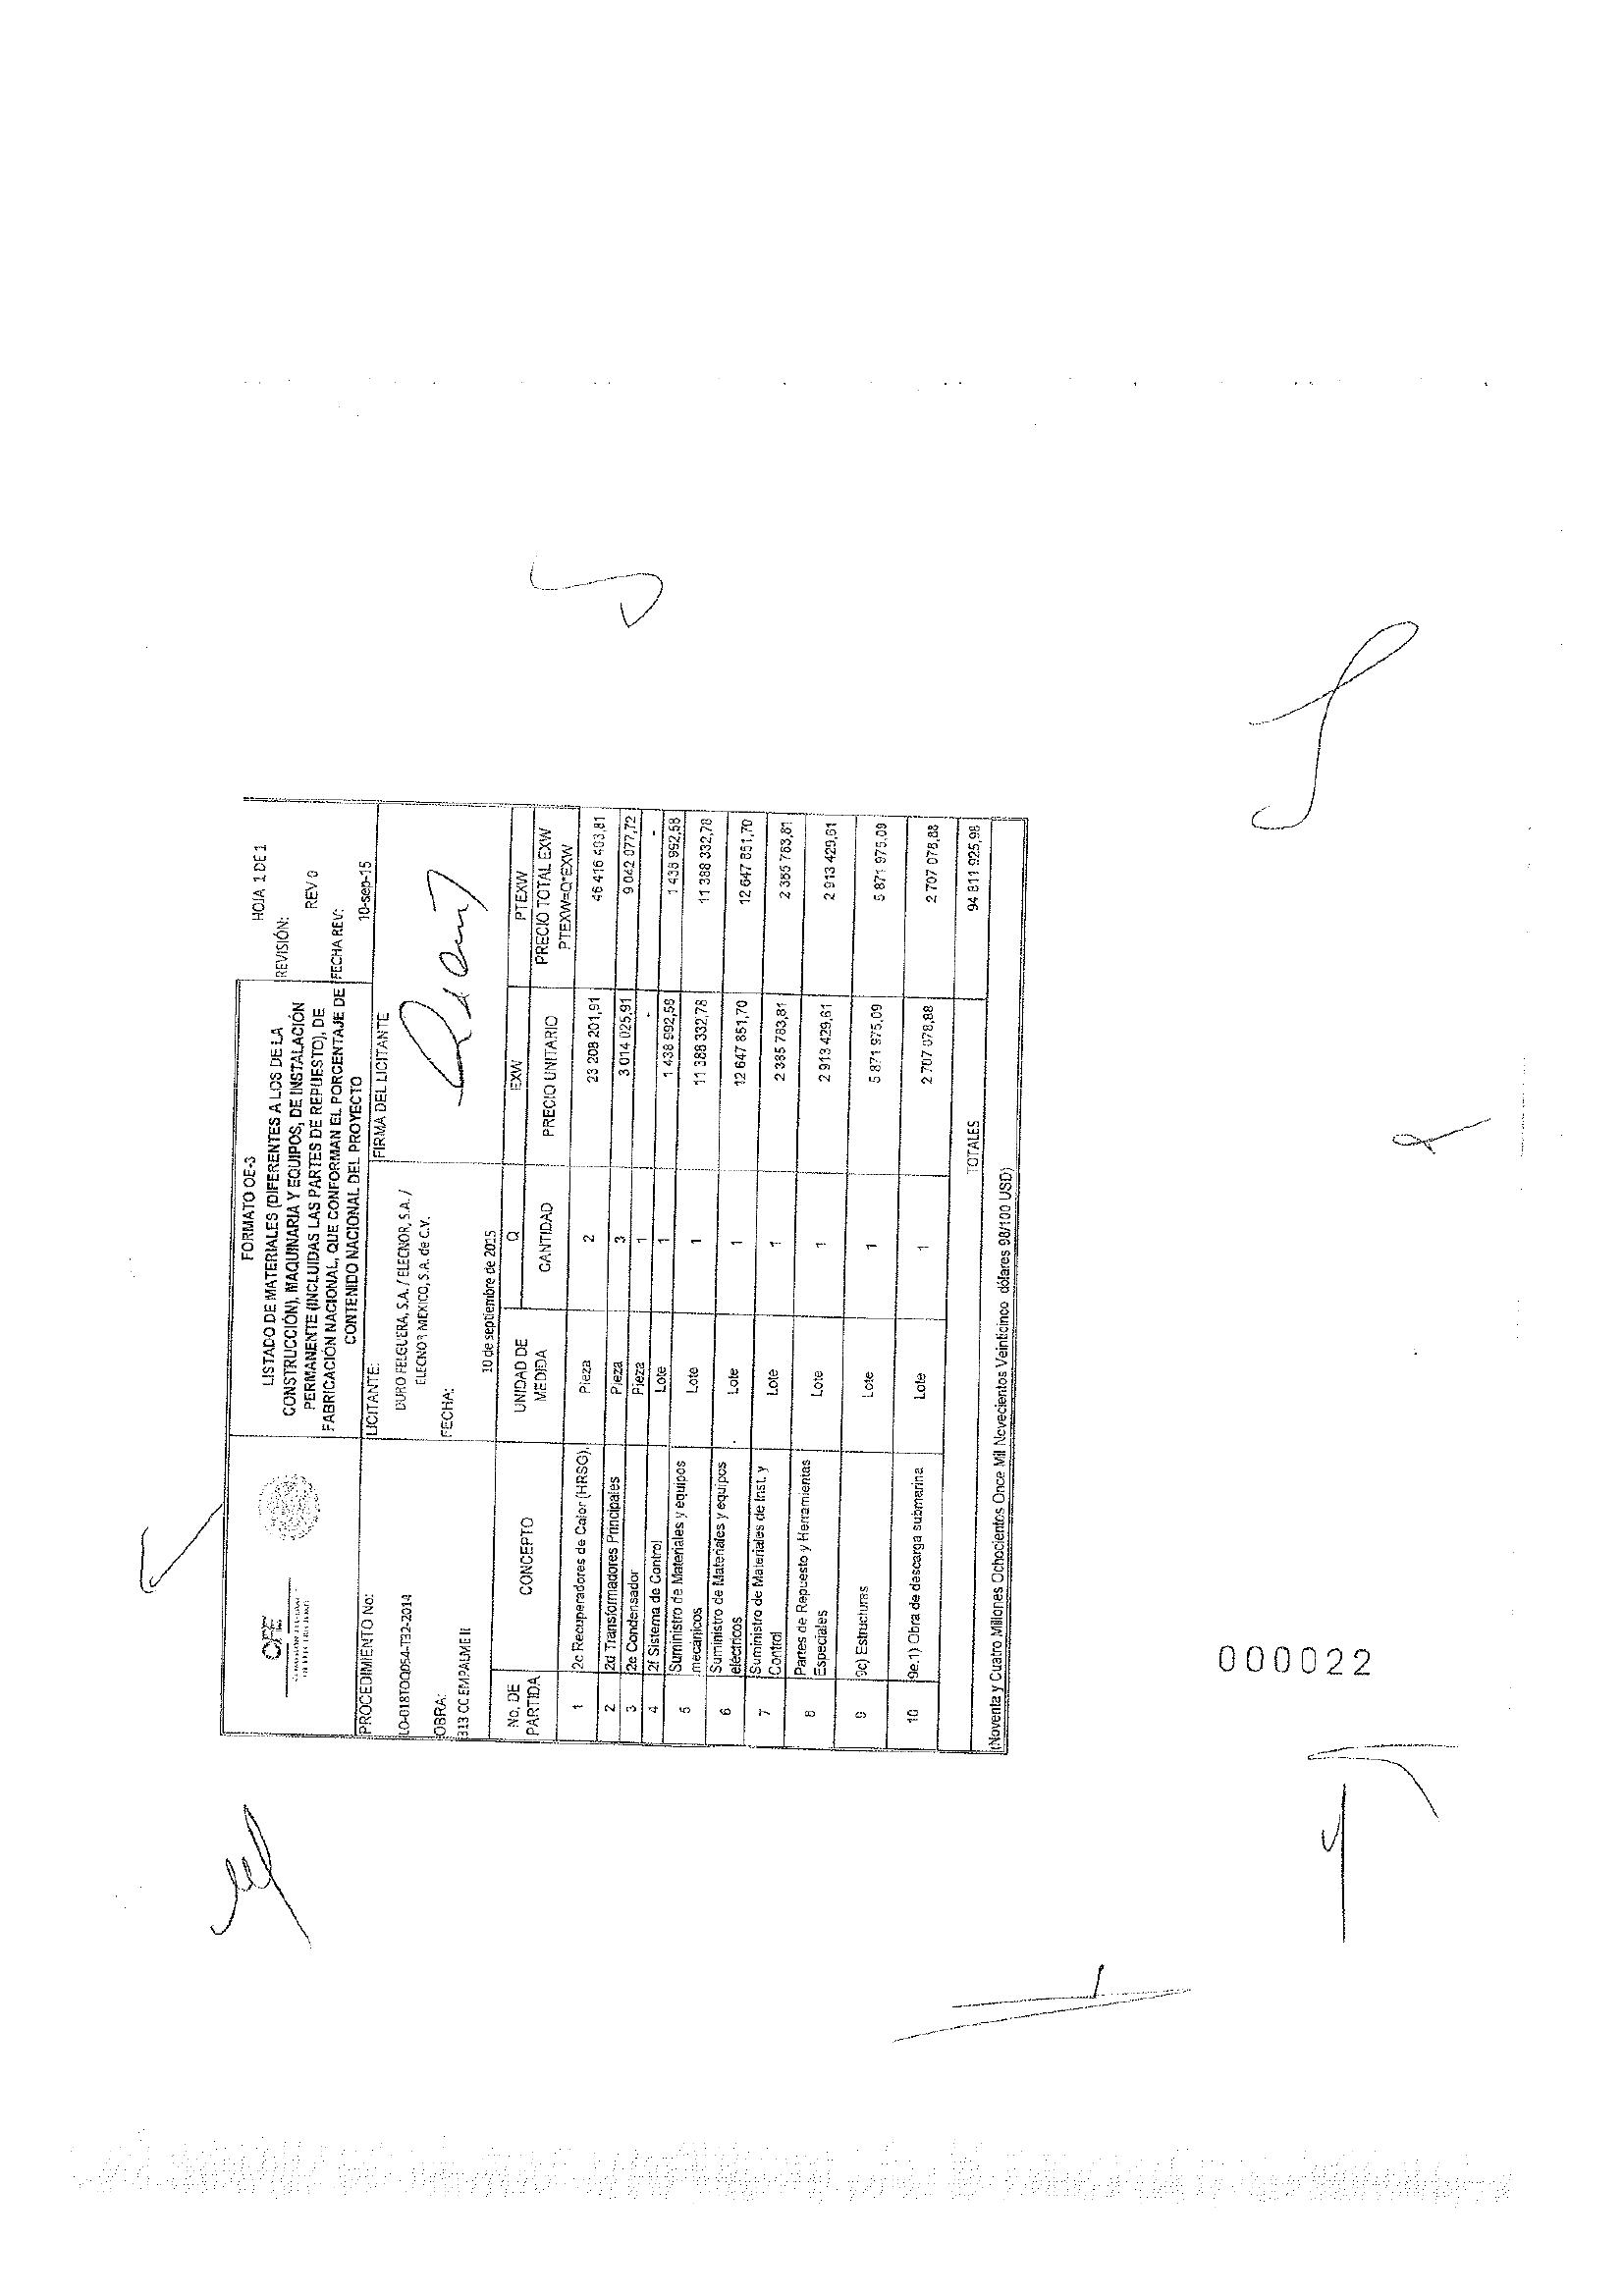 CFE
FORMATO OE-3
LISTADO DE MATERIALES (DIFERENTES A LOS DE LA
CONSTRUCCIÓN), MAQUINARIA Y EQUIPOS, DE INSTALACIÓN
PERMANENTE (INCLUIDAS LAS PARTES DE REPUESTO), DE
FABRICACIÓN NACIONAL, QUE CONFORMAN EL PORCENTAJE DE
CONTENIDO NACIONAL DEL PROYECTO
HOJA 1 DE 1
REVISIÓN:
REV 0
FECHA REV:
10-sep-15
PROCEDIMIENTO No:
LO-018TOQ054-T32-2014
OBRA:
313 CC EMPALME II
LICITANTE:
DURO FELGUERA, S.A. / ELECNOR, S.A. /
ELECNOR MEXICO, S.A. de C.V.
FECHA:
10 de septiembre de 2015
FIRMA DEL LICITANTE
No. DE PARTIDA CONCEPTO UNIDAD DE MEDIDA Q CANTIDAD EXW PRECIO UNITARIO PTEXW PRECIO TOTAL EXW PTEXW=Q*EXW
1 2c Recuperadores de Calor (HRSG), Pieza 2 23 208 201,91 46 416 403,81
2 2d Transformadores Principales Pieza 3 3 014 025,91 9 042 077,72
3 2e Condensador Pieza 1 - -
4 2f Sistema de Control Lote 1 1 438 992,58 1 438 992,58
5 Suministro de Materiales y equipos mecánicos Lote 1 11 388 332,78 11 388 332,78
6 Suministro de Materiales y equipos electricos Lote 1 12 647 851,70 12 647 851,70
7 Suministro de Materiales de Inst. y Control Lote 1 2 385 783,81 2 385 783,81
8 Partes de Repuesto y Herramientas Especiales Lote 1 2 913 429,61 2 913 429,61
9 9c) Estructuras Lote 1 5 871 975,09 5 871 975,09
10 9e.1) Obra de descarga submarina Lote 1 2 707 078,88 2 707 078,88
TOTALES 94 811 925,98
(Noventa y Cuatro Millones Ochocientos Once Mil Novecientos Veinticinco dólares 98/100 USD)
000022